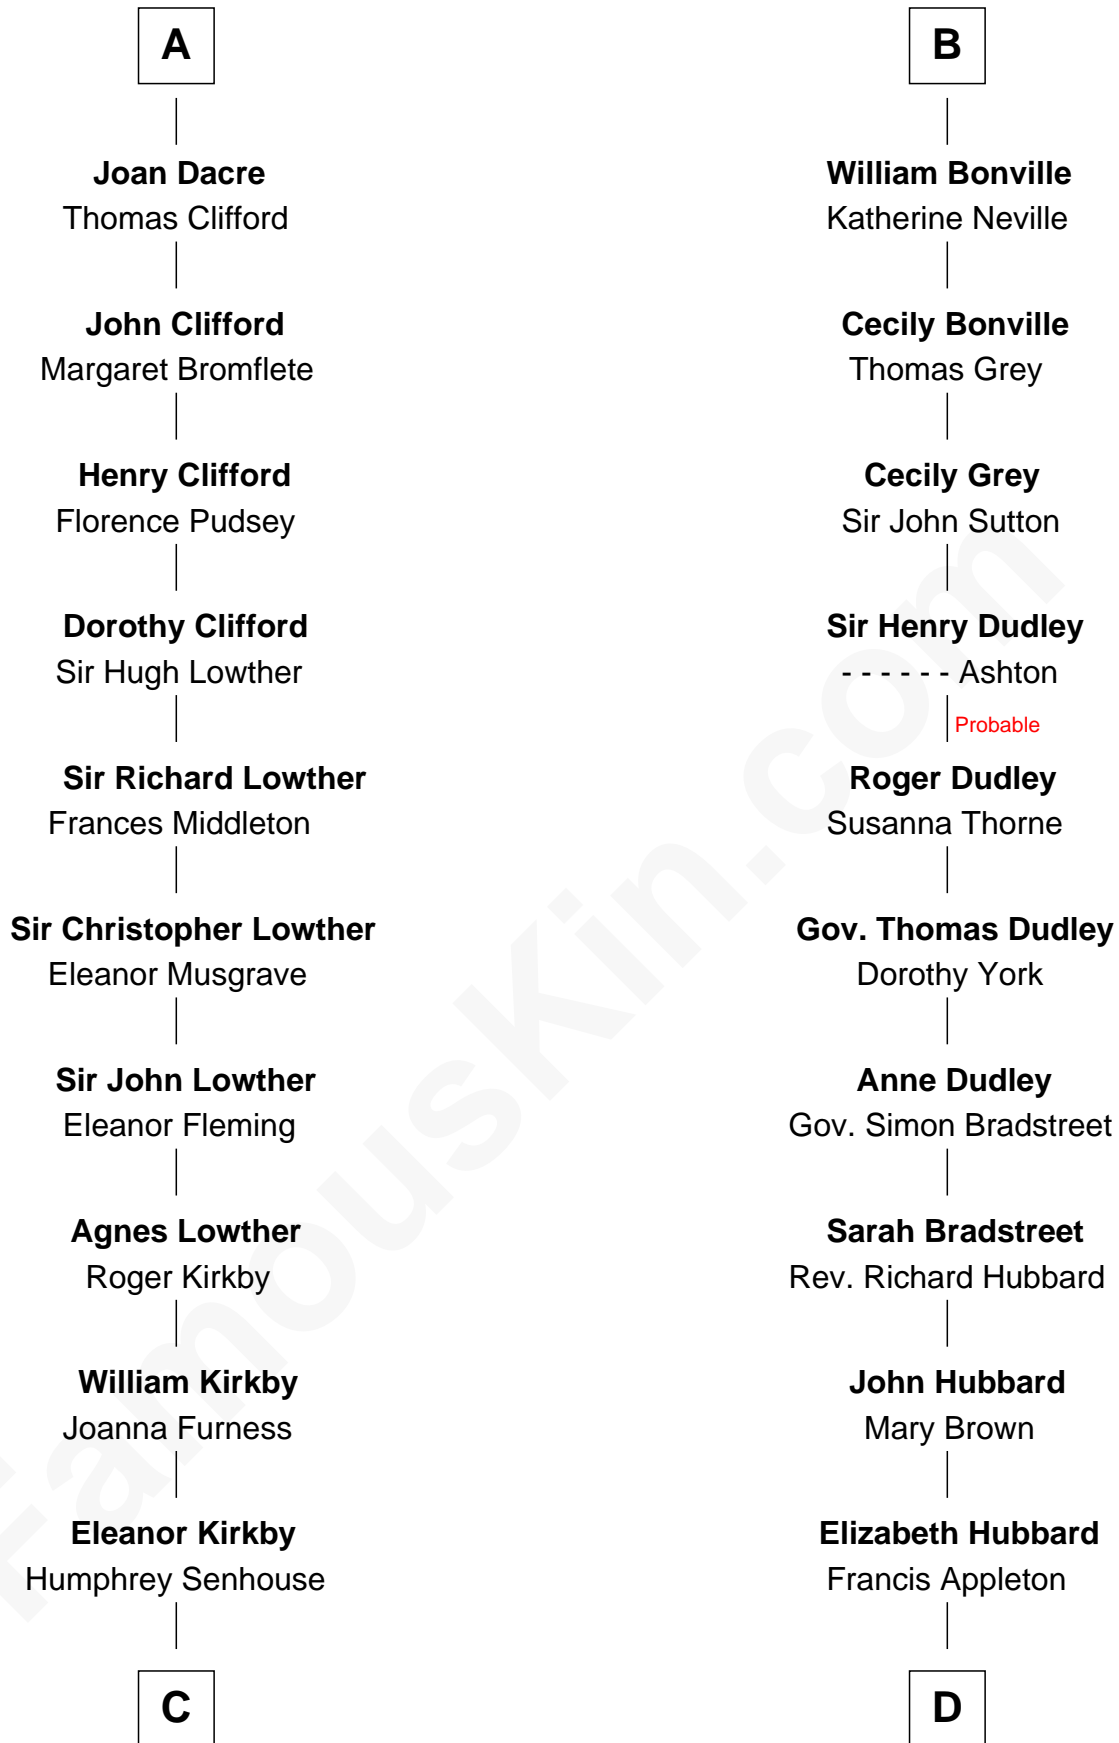 A
Joan Dacre
Thomas Clifford
John Clifford
Margaret Bromflete
Henry Clifford
Florence Pudsey
Dorothy Clifford
Sir Hugh Lowther
Sir Richard Lowther
Frances Middleton
Sir Christopher Lowther
Eleanor Musgrave
Sir John Lowther
Eleanor Fleming
Agnes Lowther
Roger Kirkby
William Kirkby
Joanna Furness
Eleanor Kirkby
Humphrey Senhouse
C
B
William Bonville
Katherine Neville
Cecily Bonville
Thomas Grey
Cecily Grey
Sir John Sutton
Sir Henry Dudley
- - - - - - Ashton
Probable
Roger Dudley
Susanna Thorne
Gov. Thomas Dudley
Dorothy York
Anne Dudley
Gov. Simon Bradstreet
Sarah Bradstreet
Rev. Richard Hubbard
John Hubbard
Mary Brown
Elizabeth Hubbard
Francis Appleton
D
FamousKin.com